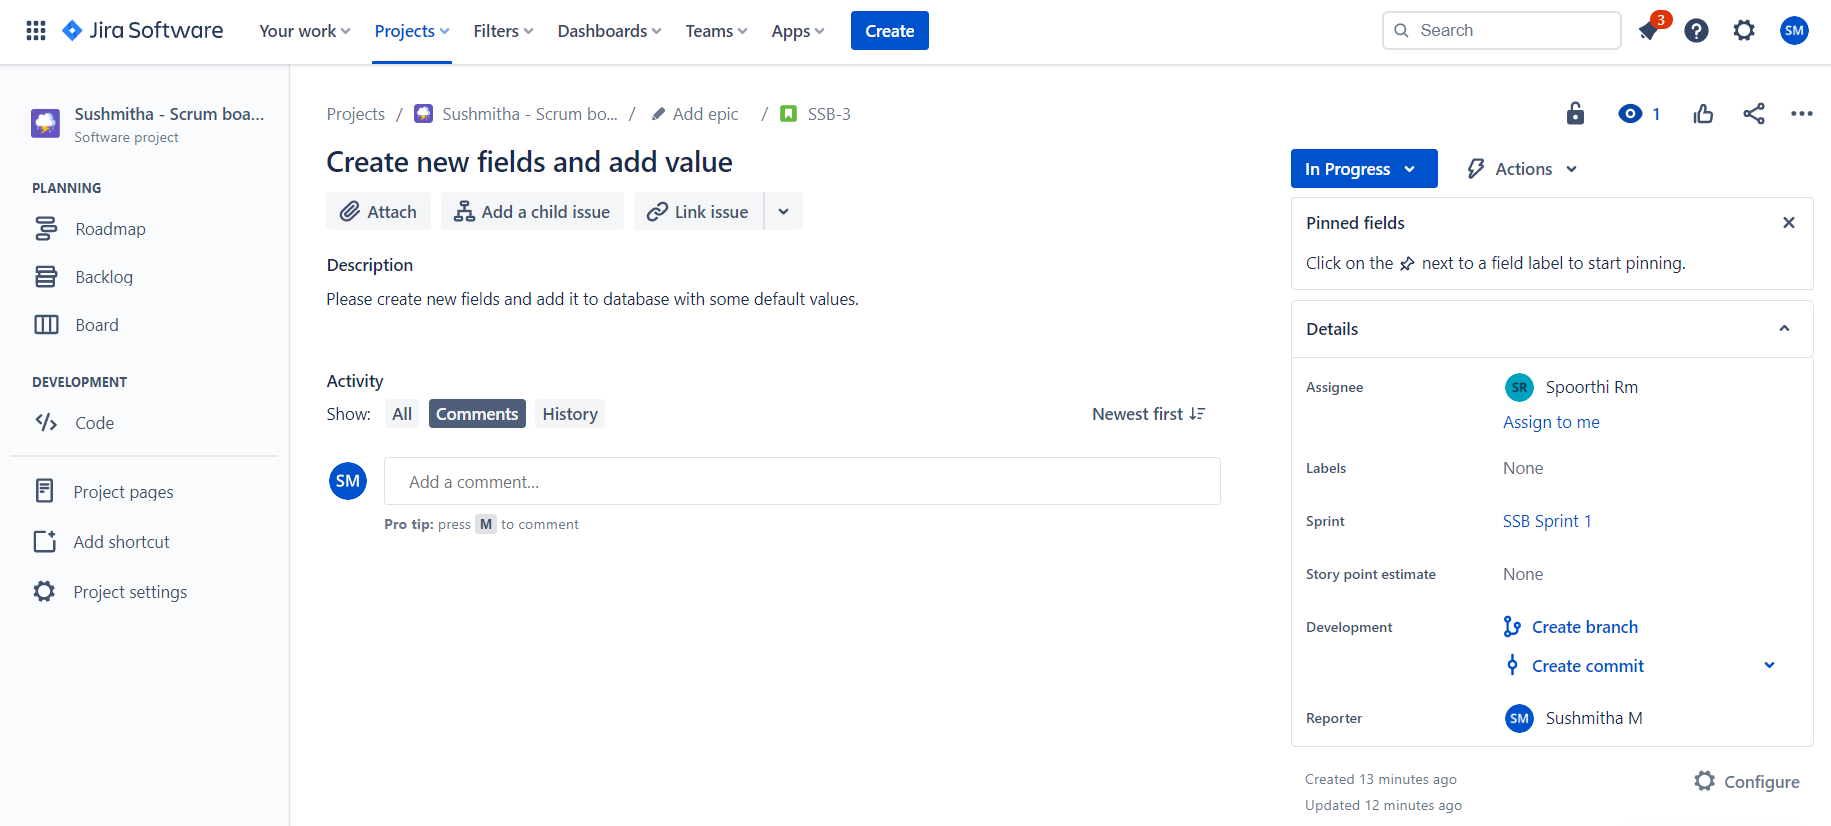 Jira Software Your work Projects Filters Dashboards Teams Apps Create Search 3 SM
Sushmitha - Scrum boa...
Software project
PLANNING
Roadmap
Backlog
Board
DEVELOPMENT
Code
Project pages
Add shortcut
Project settings
Projects / Sushmitha - Scrum bo... / Add epic / SSB-3
Create new fields and add value
Attach Add a child issue Link issue
Description
Please create new fields and add it to database with some default values.
Activity
Show: All Comments History Newest first
SM Add a comment...
Pro tip: press M to comment
1
In Progress Actions
Pinned fields
Click on the next to a field label to start pinning.
Details
Assignee SR Spoorthi Rm
Assign to me
Labels None
Sprint SSB Sprint 1
Story point estimate None
Development Create branch
Create commit
Reporter SM Sushmitha M
Created 13 minutes ago
Configure
Updated 12 minutes ago